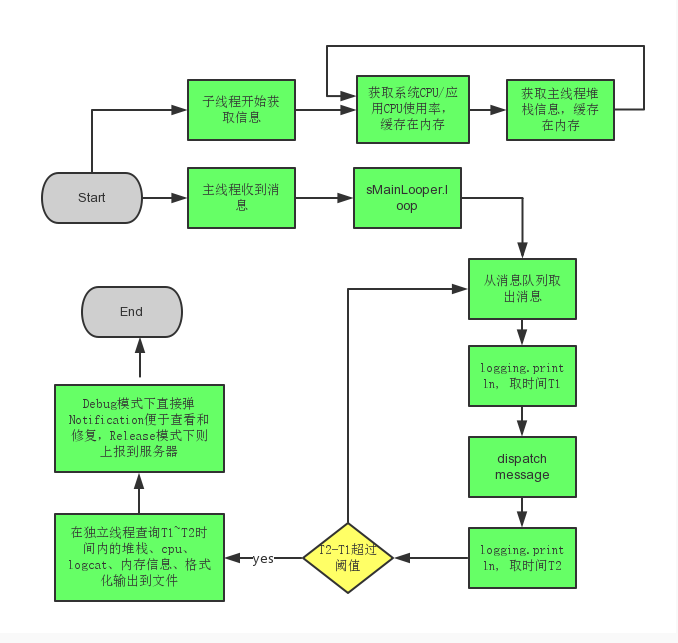 子线程开始获
取信息
获取系统CPU/应
用CPU使用率,
缓存在内存
获取主线程堆
栈信息, 缓存
在内存
Start
主线程收到消
息
sMainLooper.l
oop
从消息队列取
出消息
End
logging.print
ln, 取时间T1
Debug模式下直接弹
Notification便于查看和
修复, Release模式下则
上报到服务器
dispatch
message
在独立线程查询T1~T2时
间内的堆栈、cpu、
logcat、内存信息、格式
化输出到文件
yes
T2-T1超过
阈值
logging.print
ln, 取时间T2